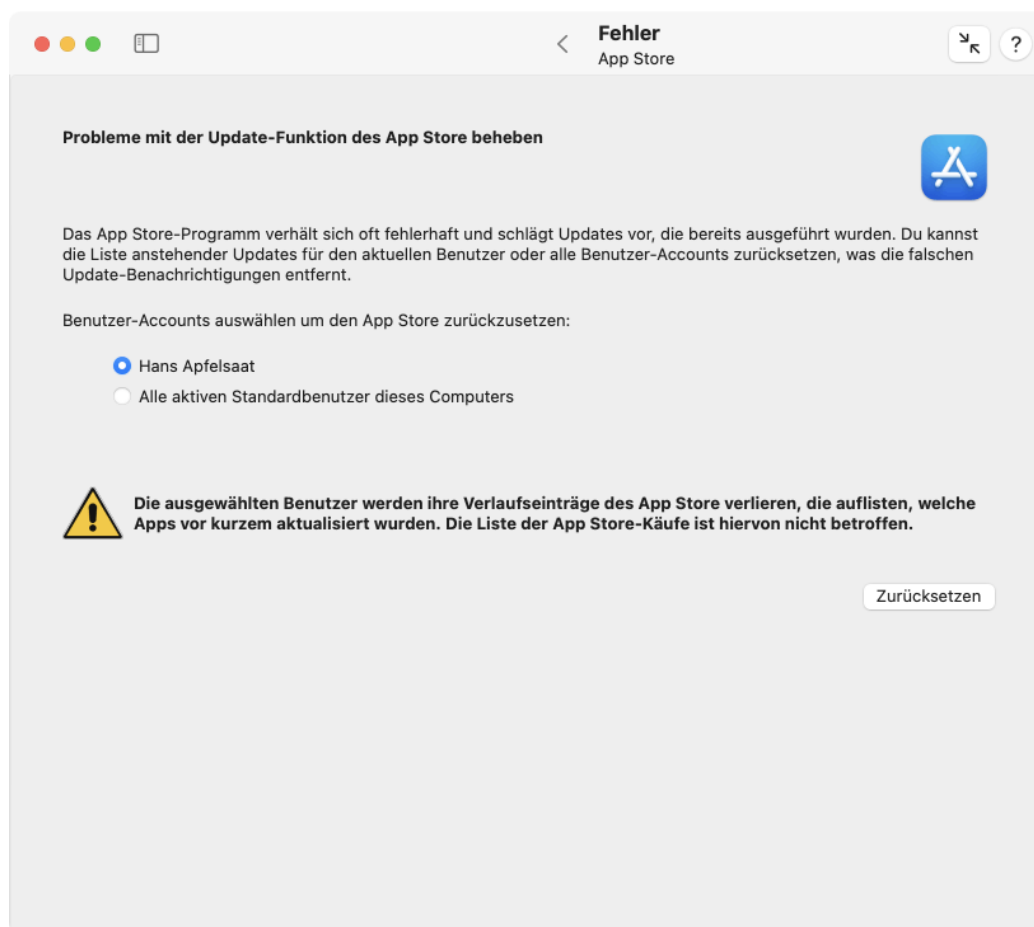 Fehler
App Store
?
Probleme mit der Update-Funktion des App Store beheben
Das App Store-Programm verhält sich oft fehlerhaft und schlägt Updates vor, die bereits ausgeführt wurden. Du kannst
die Liste anstehender Updates für den aktuellen Benutzer oder alle Benutzer-Accounts zurücksetzen, was die falschen
Update-Benachrichtigungen entfernt.
Benutzer-Accounts auswählen um den App Store zurückzusetzen:
Hans Apfelsaat
Alle aktiven Standardbenutzer dieses Computers
Die ausgewählten Benutzer werden ihre Verlaufseinträge des App Store verlieren, die auflisten, welche
Apps vor kurzem aktualisiert wurden. Die Liste der App Store-Käufe ist hiervon nicht betroffen.
Zurücksetzen